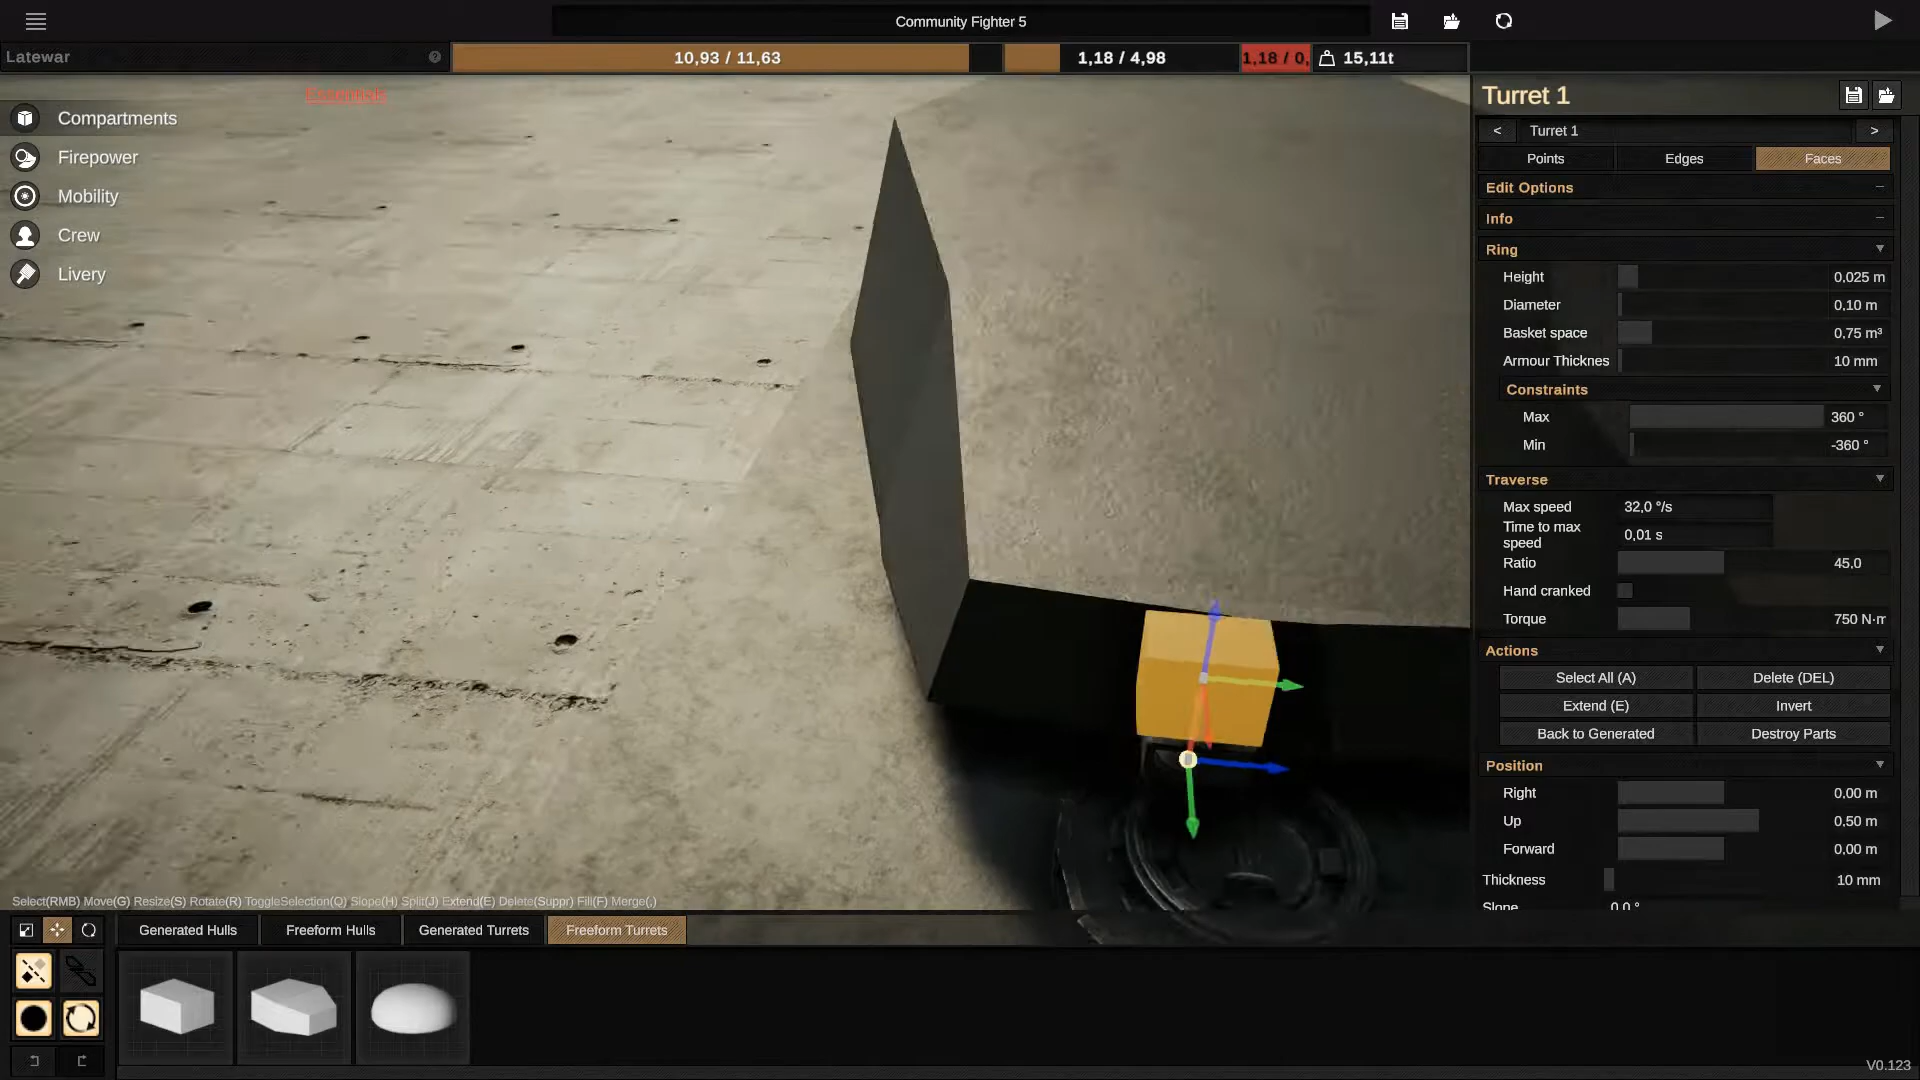 Community Fighter 5
Latewar
10,93 / 11,63
1,18 / 4,98
1,18 / 0,
15,11t
Essentials
Compartments
Firepower
Mobility
Crew
Livery
Turret 1
<
Turret 1
>
Points
Edges
Faces
Edit Options
Info
Ring
Height
0,025 m
Diameter
0,10 m
Basket space
0,75 m³
Armour Thicknes
10 mm
Constraints
Max
360 °
Min
-360 °
Traverse
Max speed
32,0 °/s
Time to max speed
0,01 s
Ratio
45,0
Hand cranked
Torque
750 N·m
Actions
Select All (A)
Delete (DEL)
Extend (E)
Invert
Back to Generated
Destroy Parts
Position
Right
0,00 m
Up
0,50 m
Forward
0,00 m
Thickness
10 mm
Slope
0,0 °
Select(RMB) Move(G) Resize(S) Rotate(R) ToggleSelection(Q) Slope(H) Split(J) Extend(E) Delete(Suppr) Fill(F) Merge(,)
Generated Hulls
Freeform Hulls
Generated Turrets
Freeform Turrets
V0.123